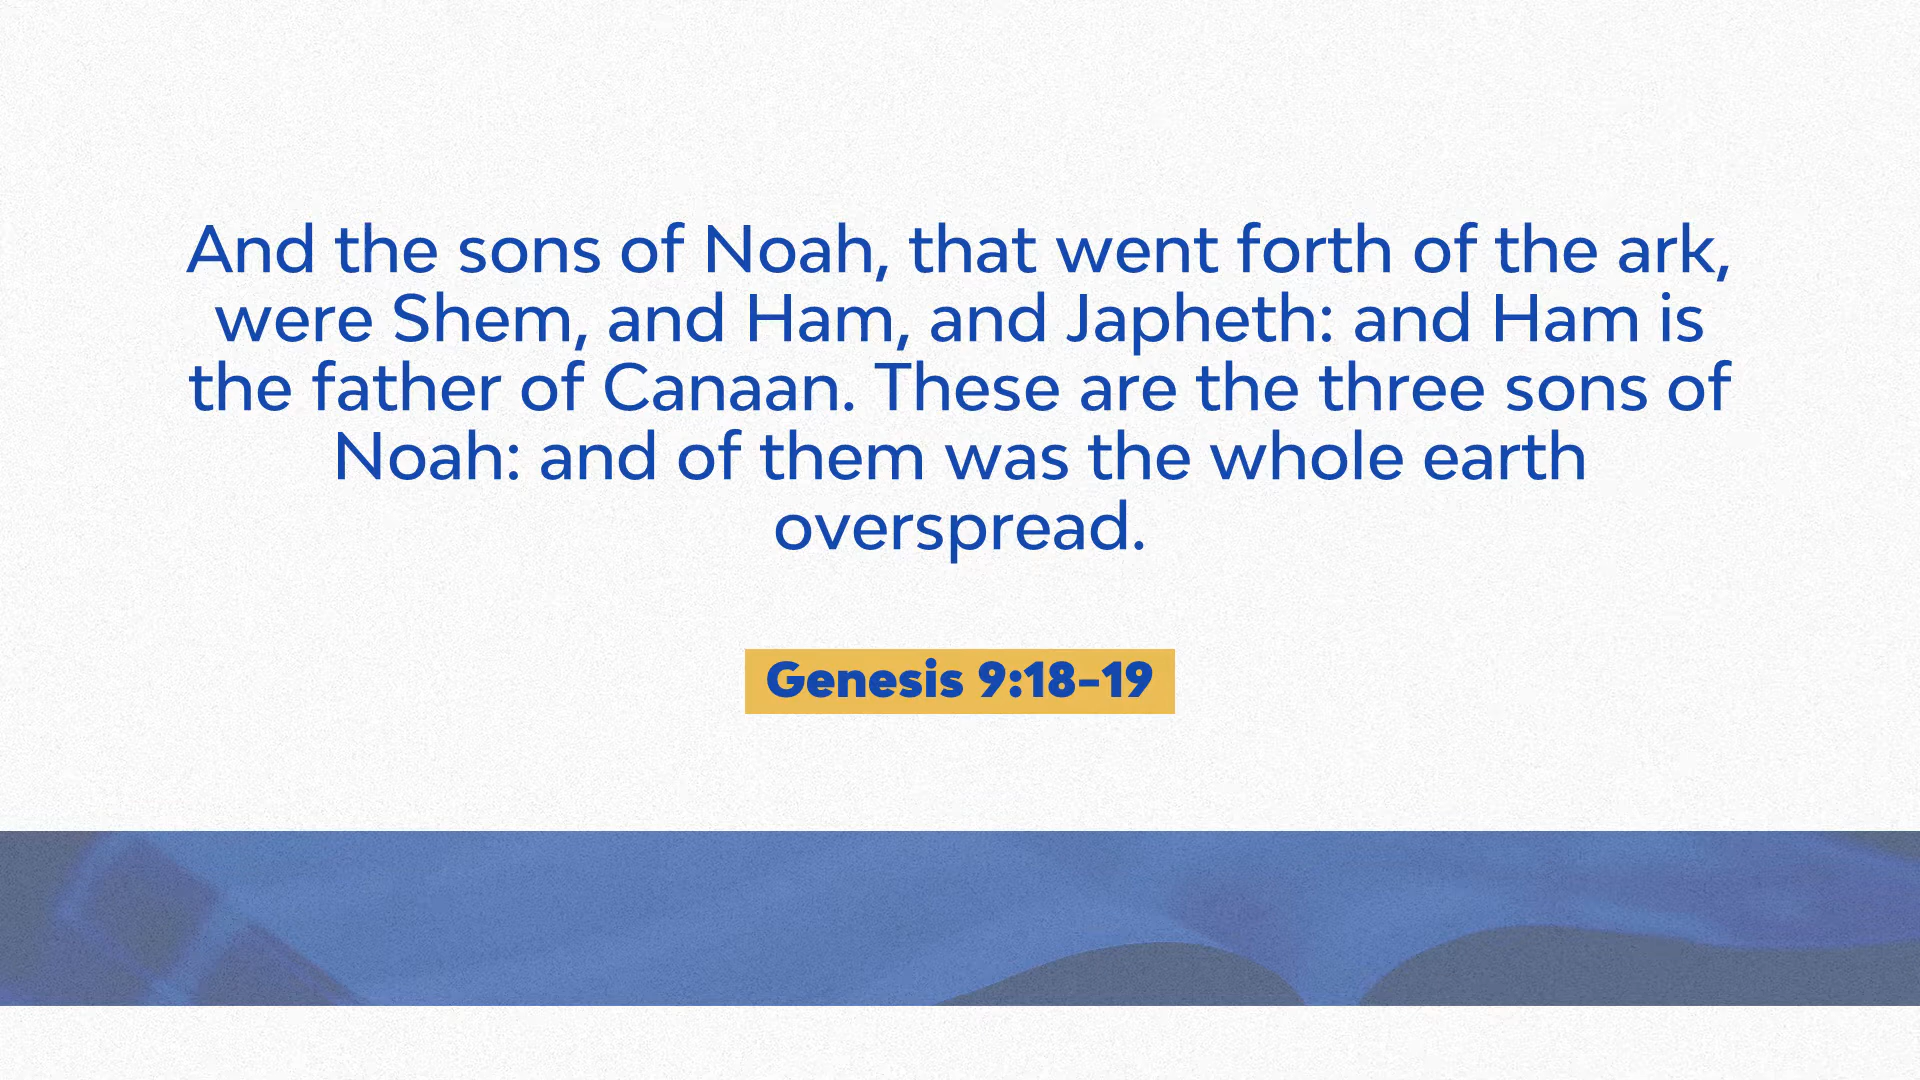 And the sons of Noah, that went forth of the ark,
were Shem, and Ham, and Japheth: and Ham is
the father of Canaan. These are the three sons of
Noah: and of them was the whole earth
overspread.
Genesis 9:18-19